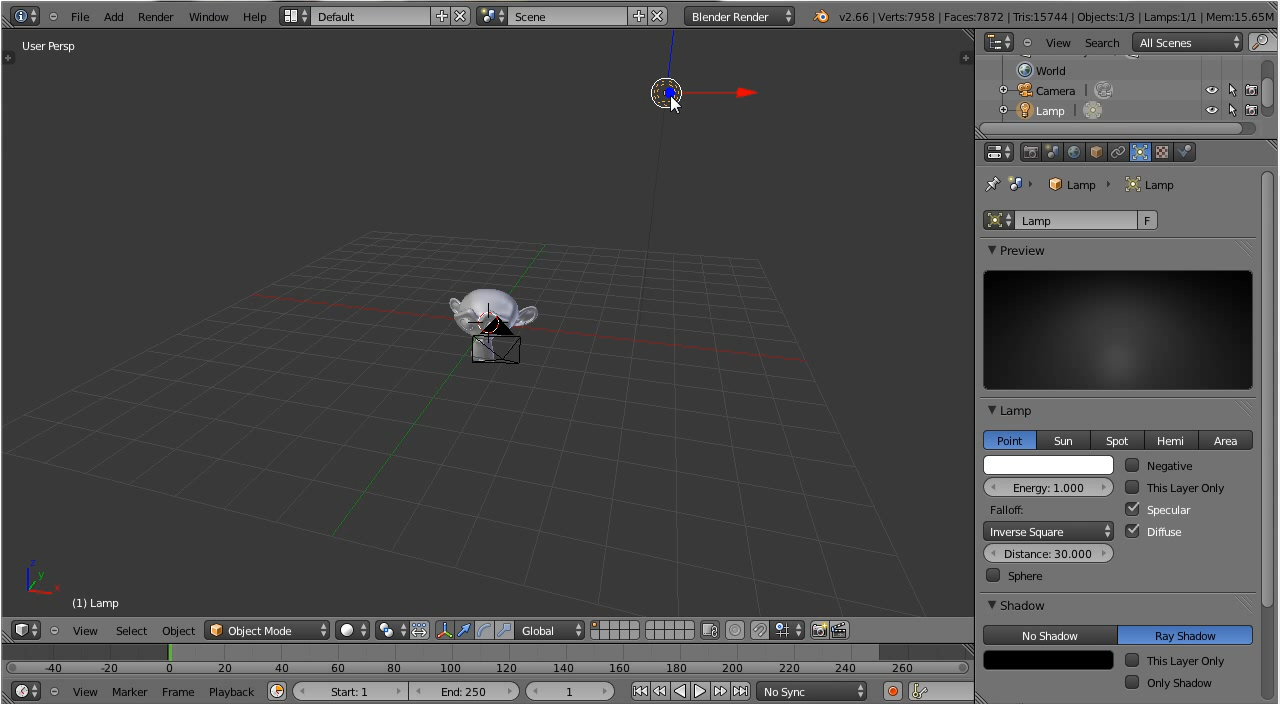 File Add Render Window Help Default Scene Blender Render v2.66 | Verts:7958 | Faces:7872 | Tris:15744 | Objects:1/3 | Lamps:1/1 | Mem:15.65M
User Persp
View Search All Scenes
World
Camera
Lamp
Lamp Lamp
Lamp F
Preview
Lamp
Point Sun Spot Hemi Area
Negative
Energy: 1.000 This Layer Only
Falloff: Specular
Inverse Square Diffuse
Distance: 30.000
Sphere
z
y
x
(1) Lamp
Shadow
View Select Object Object Mode Global
No Shadow Ray Shadow
This Layer Only
Only Shadow
-40 -20 0 20 40 60 80 100 120 140 160 180 200 220 240 260
View Marker Frame Playback Start: 1 End: 250 1 No Sync